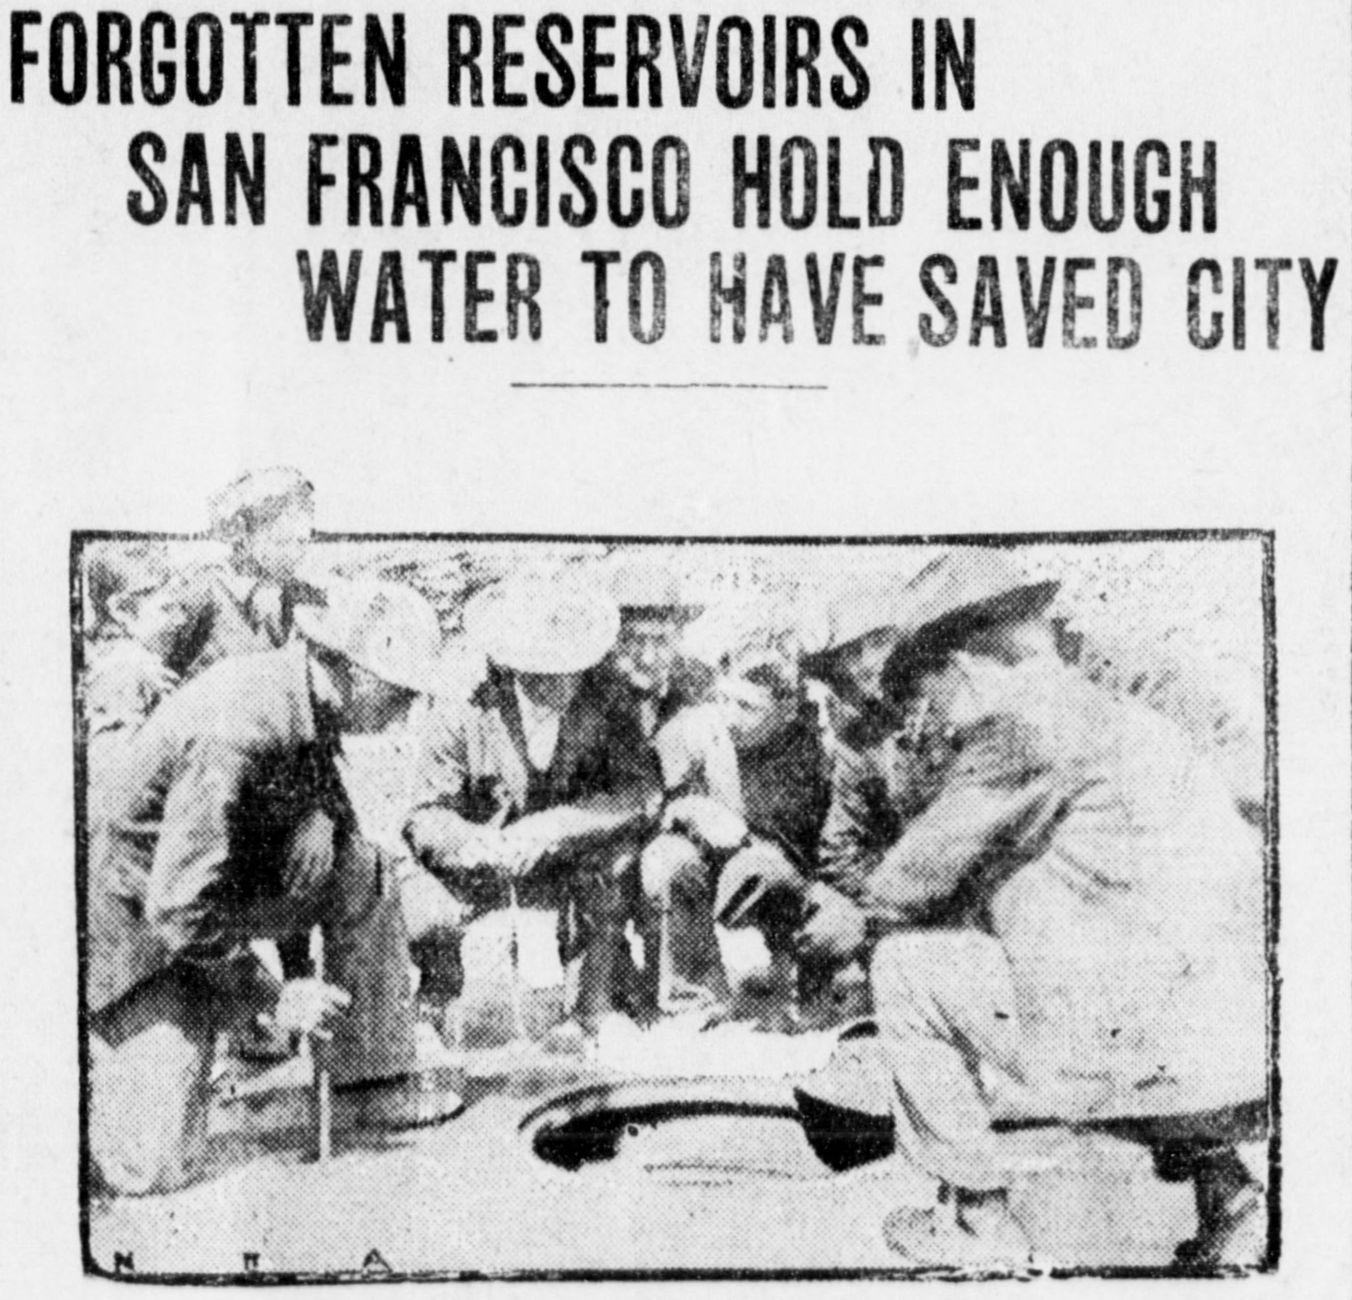 FORGOTTEN RESERVOIRS IN
SAN FRANCISCO HOLD ENOUGH
WATER TO HAVE SAVED CITY
N E A